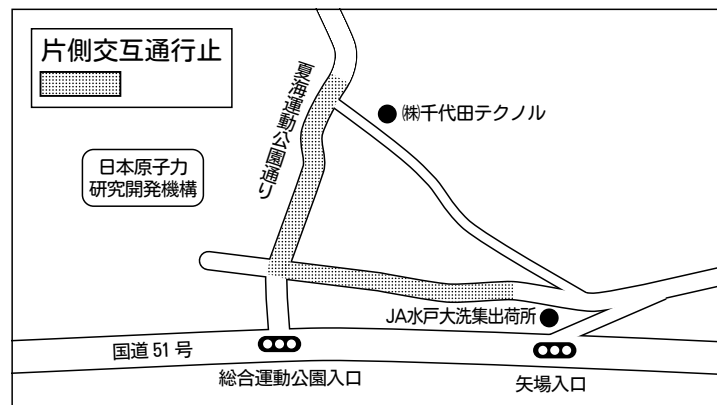 片側交互通行止
夏海運動公園通り
㈱千代田テクノル
日本原子力
研究開発機構
JA水戸大洗集出荷所
国道51号
総合運動公園入口
矢場入口